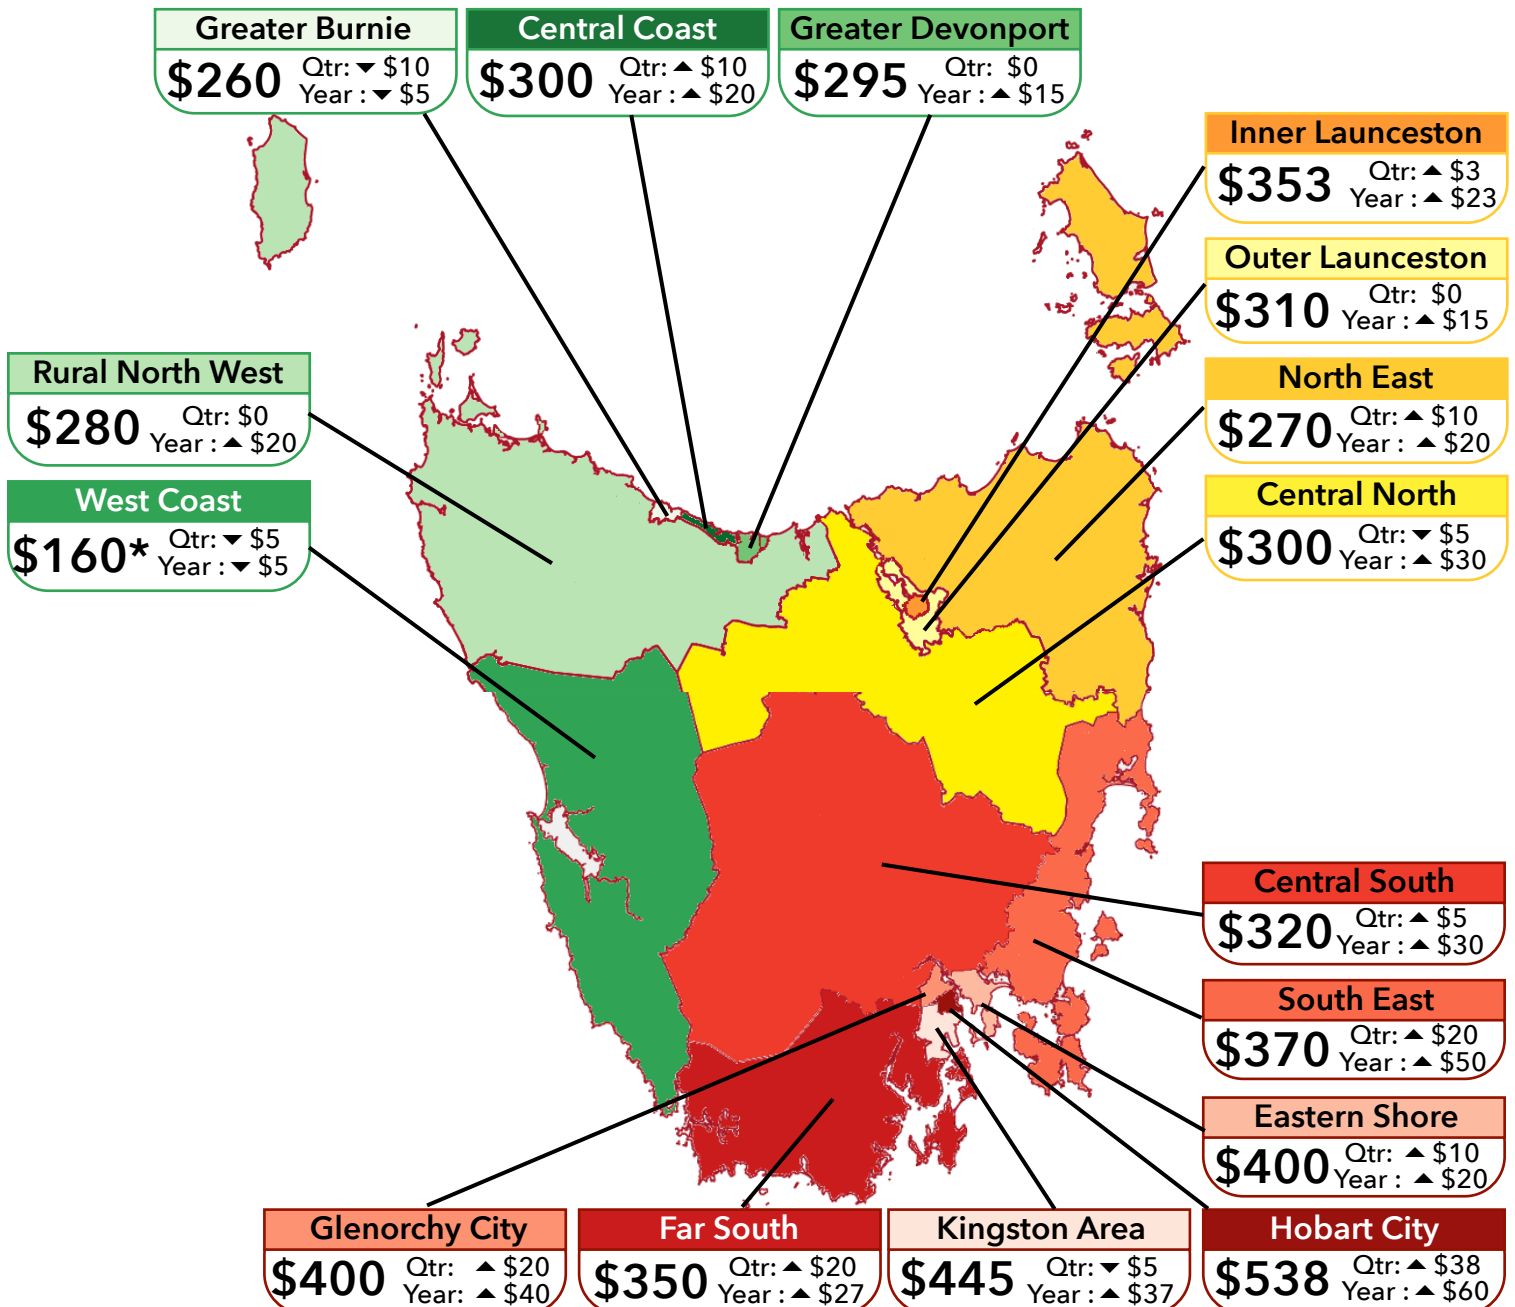 Greater Burnie
$260 Qtr: ▼ $10
Year : ▼ $5
Central Coast
$300 Qtr: ▲ $10
Year : ▲ $20
Greater Devonport
$295 Qtr: $0
Year : ▲ $15
Inner Launceston
$353 Qtr: ▲ $3
Year : ▲ $23
Outer Launceston
$310 Qtr: $0
Year : ▲ $15
Rural North West
$280 Qtr: $0
Year : ▲ $20
North East
$270 Qtr: ▲ $10
Year : ▲ $20
West Coast
$160* Qtr: ▼ $5
Year : ▼ $5
Central North
$300 Qtr: ▼ $5
Year : ▲ $30
Central South
$320 Qtr: ▲ $5
Year : ▲ $30
South East
$370 Qtr: ▲ $20
Year : ▲ $50
Eastern Shore
$400 Qtr: ▲ $10
Year : ▲ $20
Glenorchy City
$400 Qtr: ▲ $20
Year: ▲ $40
Far South
$350 Qtr: ▲ $20
Year : ▲ $27
Kingston Area
$445 Qtr: ▼ $5
Year : ▲ $37
Hobart City
$538 Qtr: ▲ $38
Year : ▲ $60